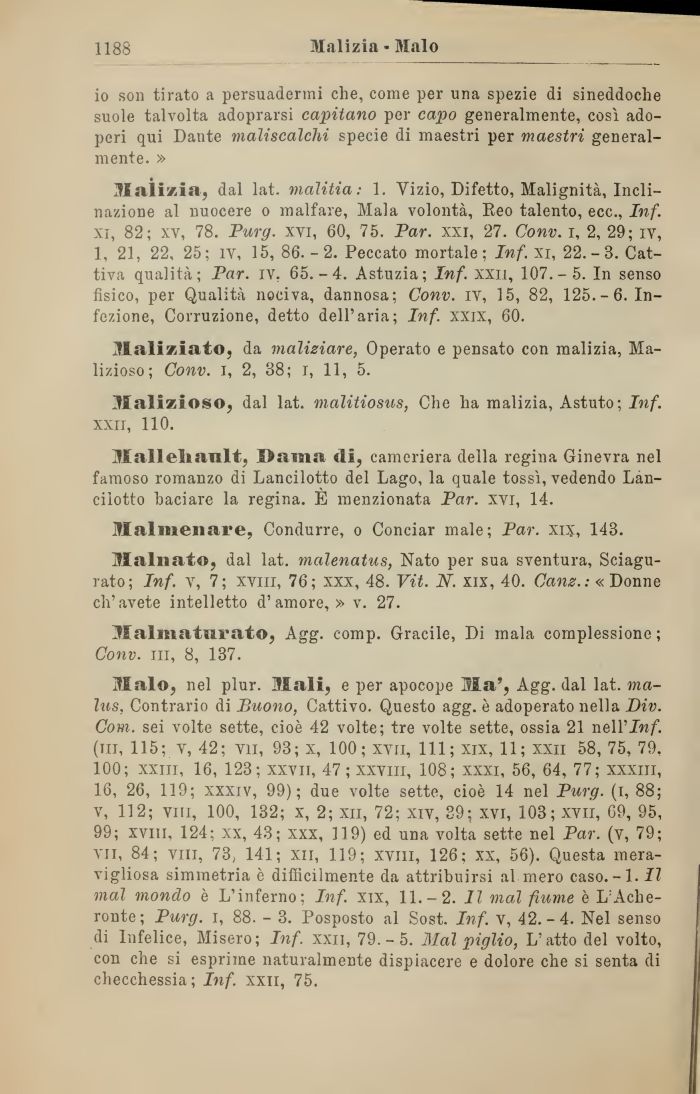 1188 Malizia - Malo
io son tirato a persuadermi che, come per una spezie di sineddoche
suole talvolta adoprarsi capitano per capo generalmente, così ado-
peri qui Dante maliscalchi specie di maestri per maestri general-
mente. »
Malizia, dal lat. malitia: 1. Vizio, Difetto, Malignità, Incli-
nazione al nuocere o malfare, Mala volontà, Reo talento, ecc., Inf.
XI, 82; XV, 78. Purg. XVI, 60, 75. Par. XXI, 27. Conv. I, 2, 29; IV,
1, 21, 22, 25; IV, 15, 86. - 2. Peccato mortale; Inf. XI, 22. - 3. Cat-
tiva qualità; Par. IV, 65. - 4. Astuzia; Inf. XXII, 107. - 5. In senso
fisico, per Qualità nociva, dannosa; Conv. IV, 15, 82, 125. - 6. In-
fezione, Corruzione, detto dell'aria; Inf. XXIX, 60.
Maliziato, da maliziare, Operato e pensato con malizia, Ma-
lizioso; Conv. I, 2, 38; I, 11, 5.
Malizioso, dal lat. malitiosus, Che ha malizia, Astuto; Inf.
XXII, 110.
Mallehault, Dama di, cameriera della regina Ginevra nel
famoso romanzo di Lancilotto del Lago, la quale tossì, vedendo Lan-
cilotto baciare la regina. È menzionata Par. XVI, 14.
Malmenare, Condurre, o Conciar male; Par. XIX, 143.
Malnato, dal lat. malenatus, Nato per sua sventura, Sciagu-
rato; Inf. V, 7; XVIII, 76; XXX, 48. Vit. N. XIX, 40. Canz.: « Donne
ch'avete intelletto d'amore, » v. 27.
Malmaturato, Agg. comp. Gracile, Di mala complessione;
Conv. III, 8, 137.
Malo, nel plur. Mali, e per apocope Ma', Agg. dal lat. ma-
lus, Contrario di Buono, Cattivo. Questo agg. è adoperato nella Div.
Com. sei volte sette, cioè 42 volte; tre volte sette, ossia 21 nell'Inf.
(III, 115; V, 42; VII, 93; X, 100; XVII, 111; XIX, 11; XXII 58, 75, 79,
100; XXIII, 16, 123; XXVII, 47; XXVIII, 108; XXXI, 56, 64, 77; XXXIII,
16, 26, 119; XXXIV, 99); due volte sette, cioè 14 nel Purg. (I, 88;
V, 112; VIII, 100, 132; X, 2; XII, 72; XIV, 39; XVI, 103; XVII, 69, 95,
99; XVIII, 124; XX, 43; XXX, 119) ed una volta sette nel Par. (V, 79;
VII, 84; VIII, 73, 141; XII, 119; XVIII, 126; XX, 56). Questa mera-
vigliosa simmetria è difficilmente da attribuirsi al mero caso. - 1. Il
mal mondo è L'inferno; Inf. XIX, 11. - 2. Il mal fiume è L'Ache-
ronte; Purg. I, 88. - 3. Posposto al Sost. Inf. V, 42. - 4. Nel senso
di Infelice, Misero; Inf. XXII, 79. - 5. Mal piglio, L'atto del volto,
con che si esprime naturalmente dispiacere e dolore che si senta di
checchessia; Inf. XXII, 75.